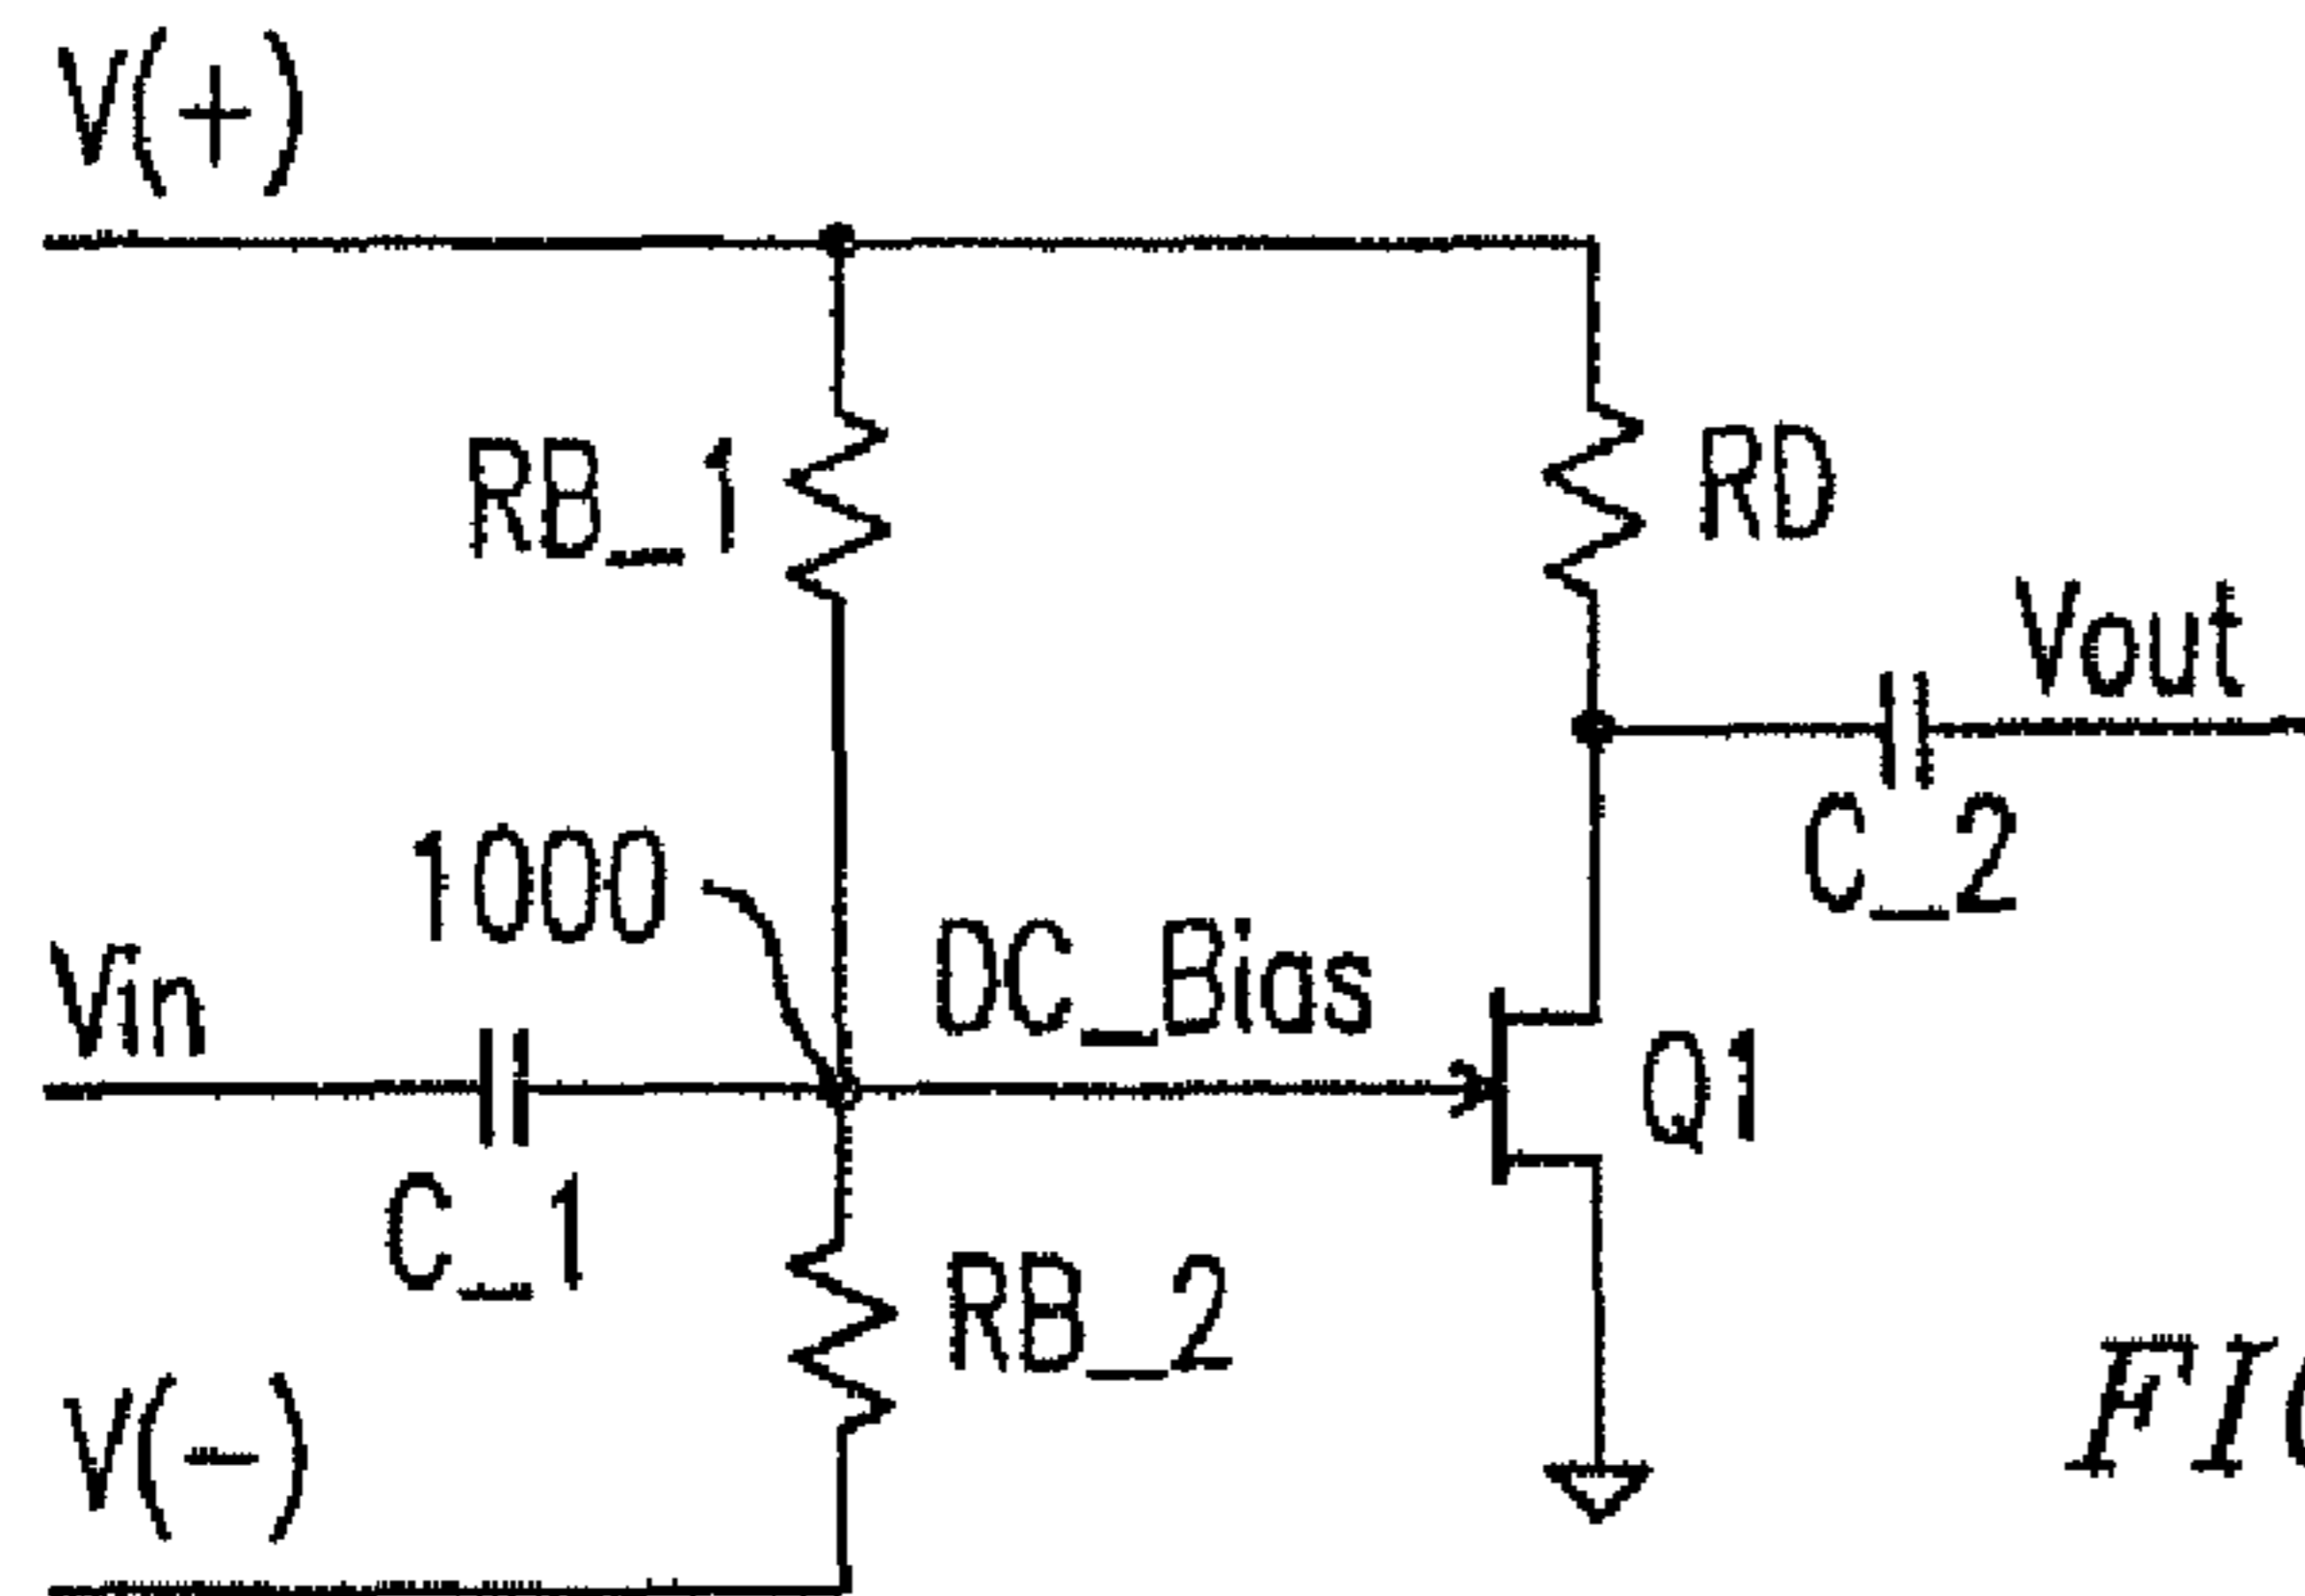 V(+)
RB_1
RD
Vout
C_2
1000
DC_Bias
Vin
Q1
C_1
RB_2
V(-)